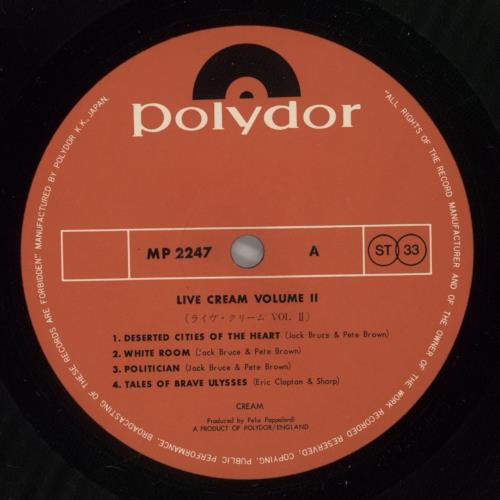 polydor
MP 2247 A ST 33
LIVE CREAM VOLUME II
(ライヴ・クリーム VOL. II)
1. DESERTED CITIES OF THE HEART (Jack Bruce & Pete Brown)
2. WHITE ROOM (Jack Bruce & Pete Brown)
3. POLITICIAN (Jack Bruce & Pete Brown)
4. TALES OF BRAVE ULYSSES (Eric Clapton & Sharp)
CREAM
Produced by Felix Pappalardi
A PRODUCT OF POLYDOR/ENGLAND
"ALL RIGHTS OF THE RECORD MANUFACTURER AND OF THE OWNER OF THE WORK RECORDED RESERVED, COPYING, PUBLIC PERFORMANCE, BROADCASTING OF THESE RECORDS ARE FORBIDDEN" MANUFACTURED BY POLYDOR K.K., JAPAN.